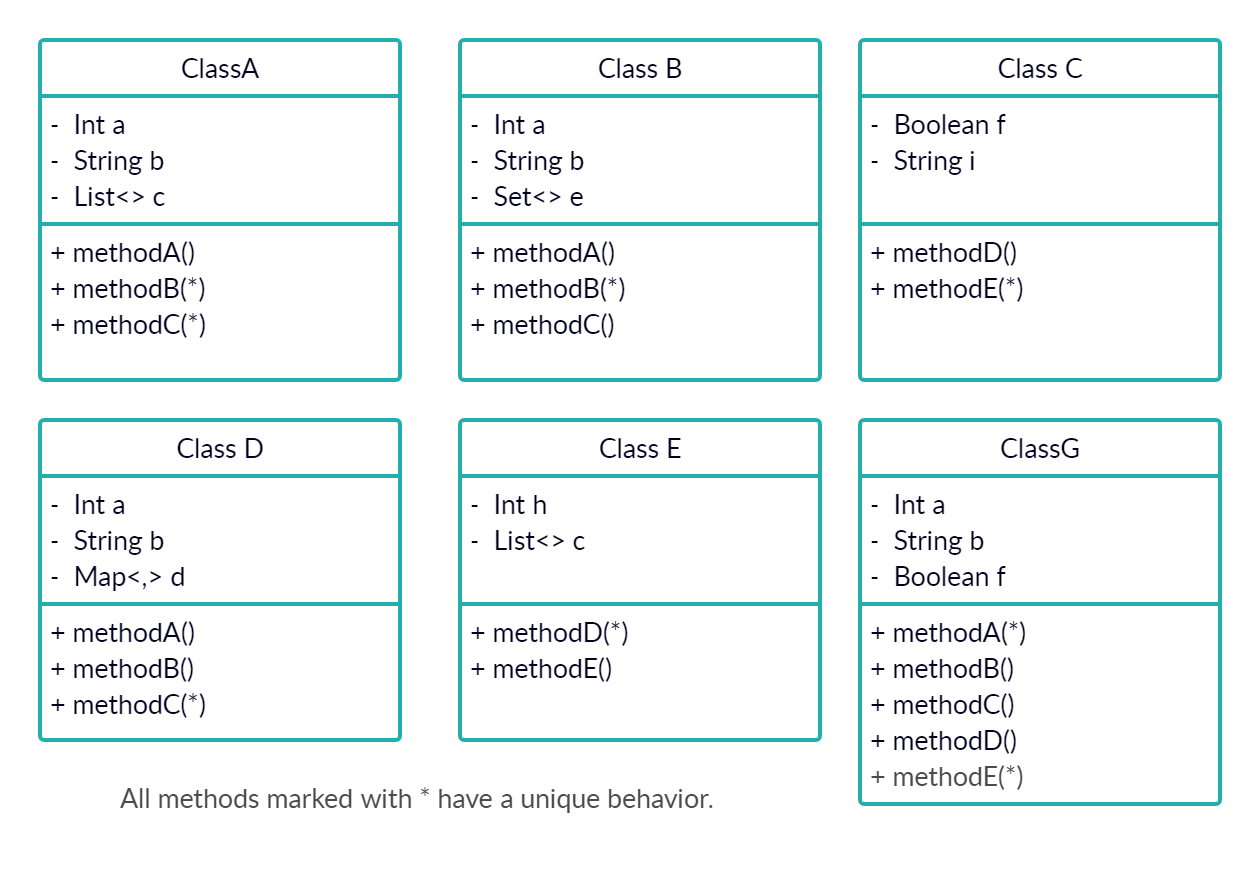 ClassA
- Int a
- String b
- List<> c
+ methodA()
+ methodB(*)
+ methodC(*)
Class B
- Int a
- String b
- Set<> e
+ methodA()
+ methodB(*)
+ methodC()
Class C
- Boolean f
- String i
+ methodD()
+ methodE(*)
Class D
- Int a
- String b
- Map<,> d
+ methodA()
+ methodB()
+ methodC(*)
Class E
- Int h
- List<> c
+ methodD(*)
+ methodE()
ClassG
- Int a
- String b
- Boolean f
+ methodA(*)
+ methodB()
+ methodC()
+ methodD()
+ methodE(*)
All methods marked with * have a unique behavior.